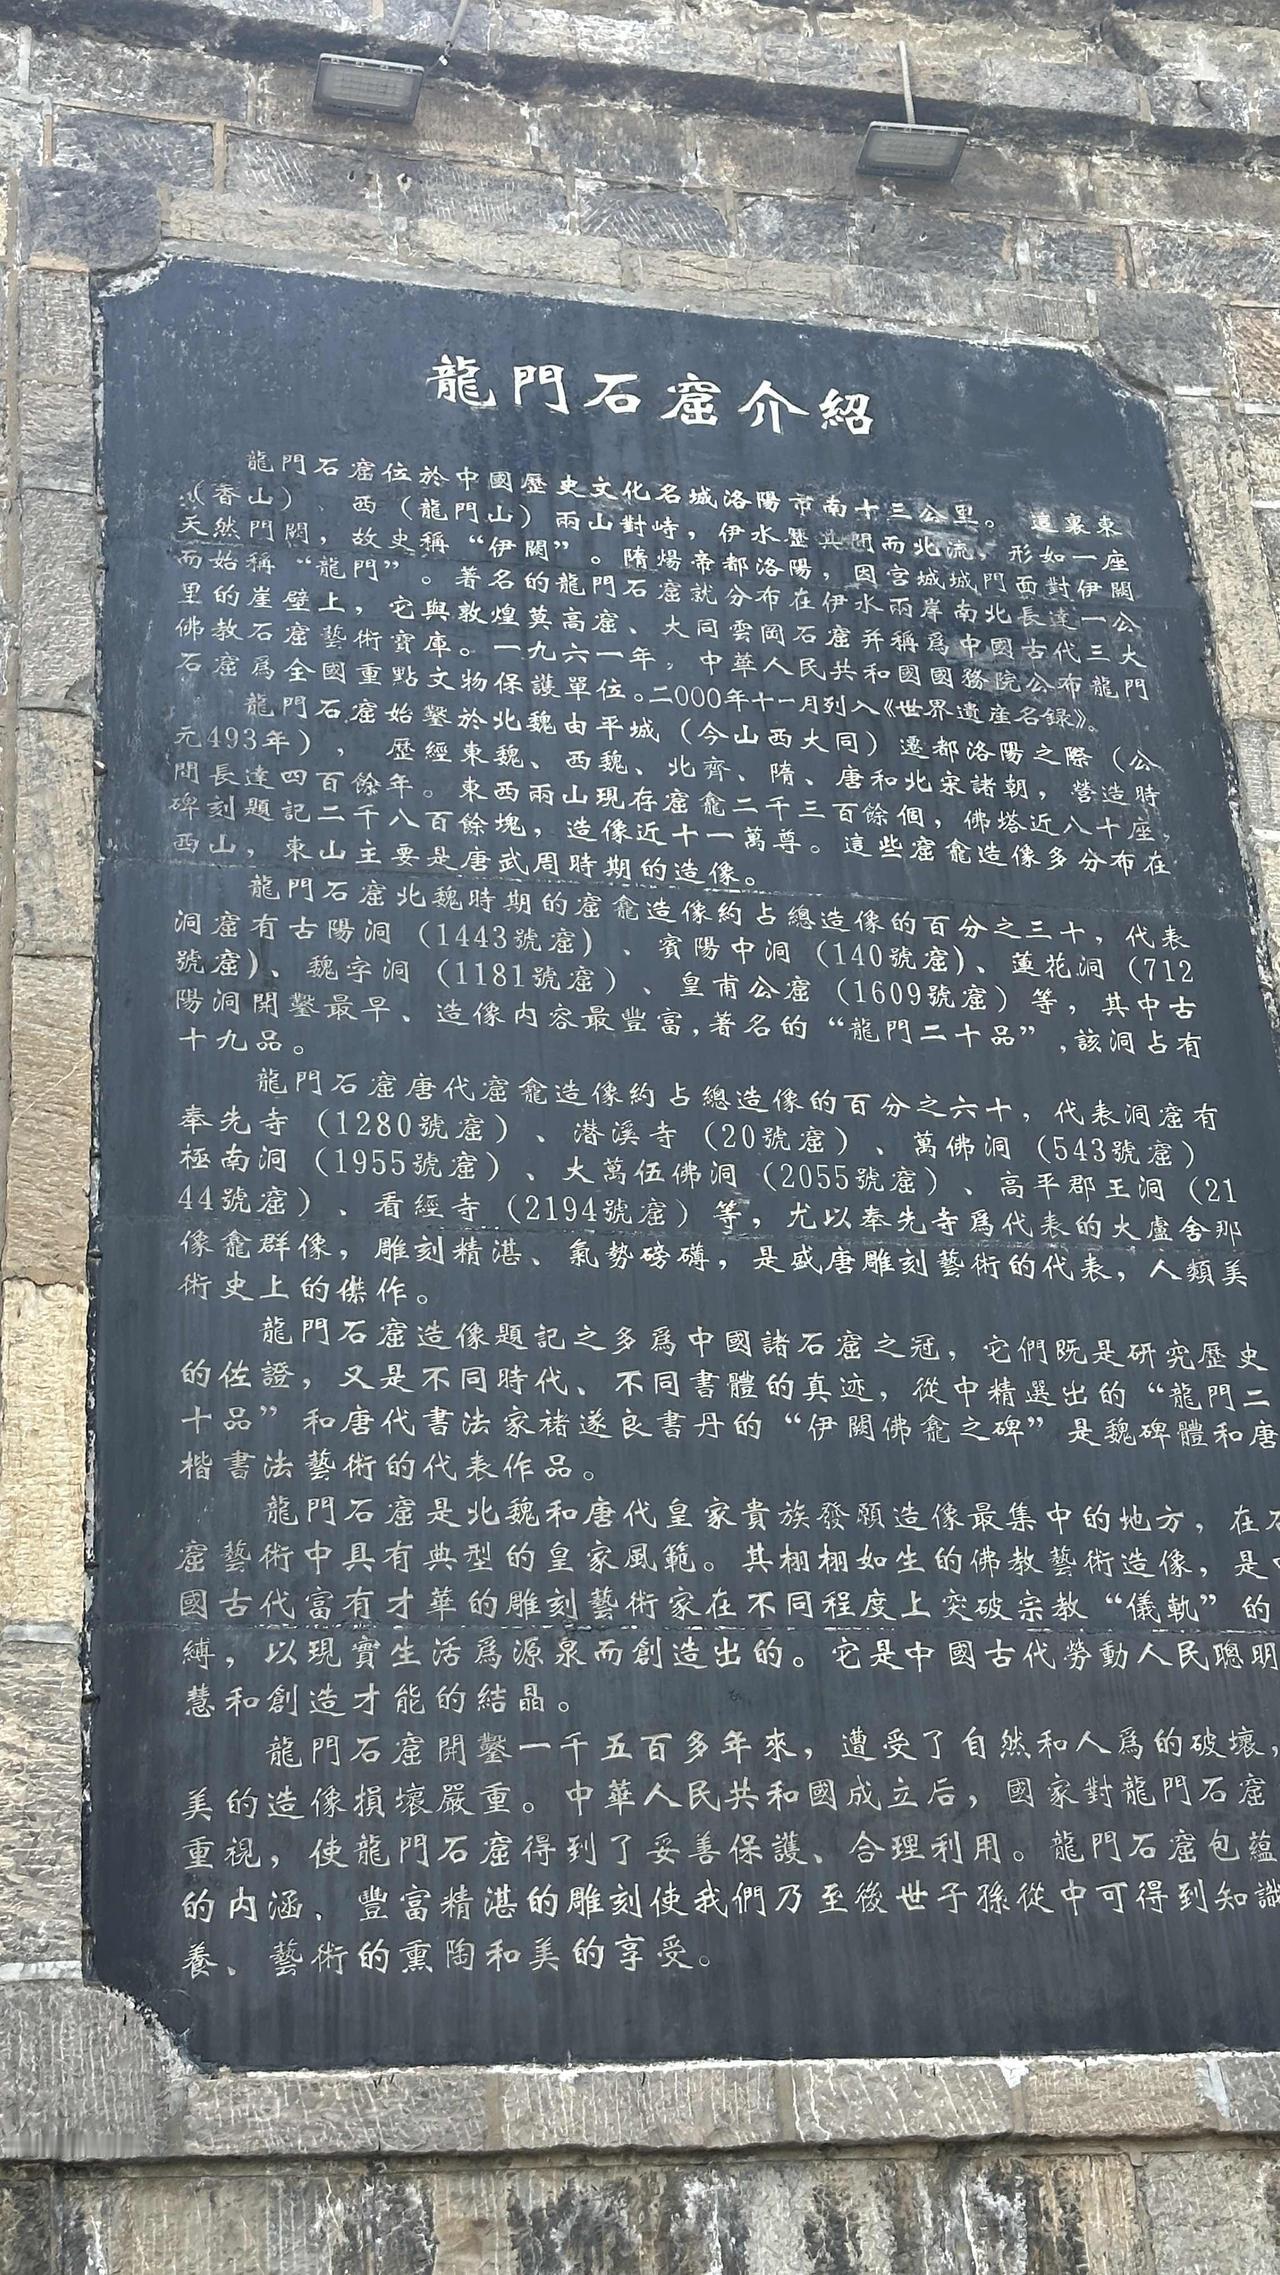 龍門石窟介紹
龍門石窟位於中國歷史文化名城洛陽市南十三公里。這裏東
（香山）、西（龍門山）兩山對峙，伊水歷其間而北流，形如一座
天然門闕，故史稱“伊闕”。隋煬帝都洛陽，因宮城城門面對伊闕
而始稱“龍門”。著名的龍門石窟就分布在伊水兩岸南北長達一公
里的崖壁上，它與敦煌莫高窟、大同雲岡石窟并稱爲中國古代三大
佛教石窟藝術寶庫。一九六一年，中華人民共和國國務院公布龍門
石窟爲全國重點文物保護單位。二000年十一月列入《世界遺産名録》。
龍門石窟始鑿於北魏由平城（今山西大同）遷都洛陽之際（公
元493年），歷經東魏、西魏、北齊、隋、唐和北宋諸朝，營造時
間長達四百餘年。東西兩山現存窟龕二千三百餘個，佛塔近八十座，
碑刻題記二千八百餘塊，造像近十一萬尊。這些窟龕造像多分布在
西山，東山主要是唐武周時期的造像。
龍門石窟北魏時期的窟龕造像約占總造像的百分之三十，代表
洞窟有古陽洞（1443號窟）、賓陽中洞（140號窟）、蓮花洞（712
號窟）、魏字洞（1181號窟）、皇甫公窟（1609號窟）等，其中古
陽洞開鑿最早、造像内容最豐富，著名的“龍門二十品”，該洞占有
十九品。
龍門石窟唐代窟龕造像約占總造像的百分之六十，代表洞窟有
奉先寺（1280號窟）、潜溪寺（20號窟）、萬佛洞（543號窟）
極南洞（1955號窟）、大萬伍佛洞（2055號窟）、高平郡王洞（21
44號窟）、看經寺（2194號窟）等，尤以奉先寺爲代表的大盧舍那
像龕群像，雕刻精湛、氣勢磅礴，是盛唐雕刻藝術的代表，人類美
術史上的傑作。
龍門石窟造像題記之多爲中國諸石窟之冠，它們既是研究歷史
的佐證，又是不同時代、不同書體的真迹，從中精選出的“龍門二
十品”和唐代書法家褚遂良書丹的“伊闕佛龕之碑”是魏碑體和唐
楷書法藝術的代表作品。
龍門石窟是北魏和唐代皇家貴族發願造像最集中的地方，在石
窟藝術中具有典型的皇家風範。其栩栩如生的佛教藝術造像，是
國古代富有才華的雕刻藝術家在不同程度上突破宗教“儀軌”的
縛，以現實生活爲源泉而創造出的。它是中國古代勞動人民聰明
慧和創造才能的結晶。
龍門石窟開鑿一千五百多年來，遭受了自然和人爲的破壞，
美的造像損壞嚴重。中華人民共和國成立后，國家對龍門石窟
重視，使龍門石窟得到了妥善保護、合理利用。龍門石窟包蘊
的内涵、豐富精湛的雕刻使我們乃至後世子孫從中可得到知識
養、藝術的熏陶和美的享受。